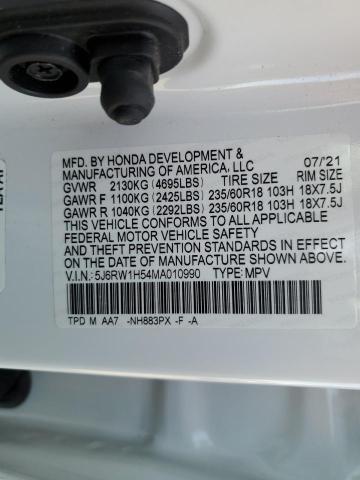 MFD. BY HONDA DEVELOPMENT &
MANUFACTURING OF AMERICA, LLC 07/21
GVWR 2130KG (4695LBS) TIRE SIZE RIM SIZE
GAWR F 1100KG (2425LBS) 235/60R18 103H 18X7.5J
GAWR R 1040KG (2292LBS) 235/60R18 103H 18X7.5J
THIS VEHICLE CONFORMS TO ALL APPLICABLE
FEDERAL MOTOR VEHICLE SAFETY
AND THEFT PREVENTION STANDARDS IN EFFECT
ON THE DATE OF MANUFACTURE SHOWN ABOVE.
V.I.N.: 5J6RW1H54MA010990 TYPE: MPV
TPD M AA7 -NH883PX -F -A